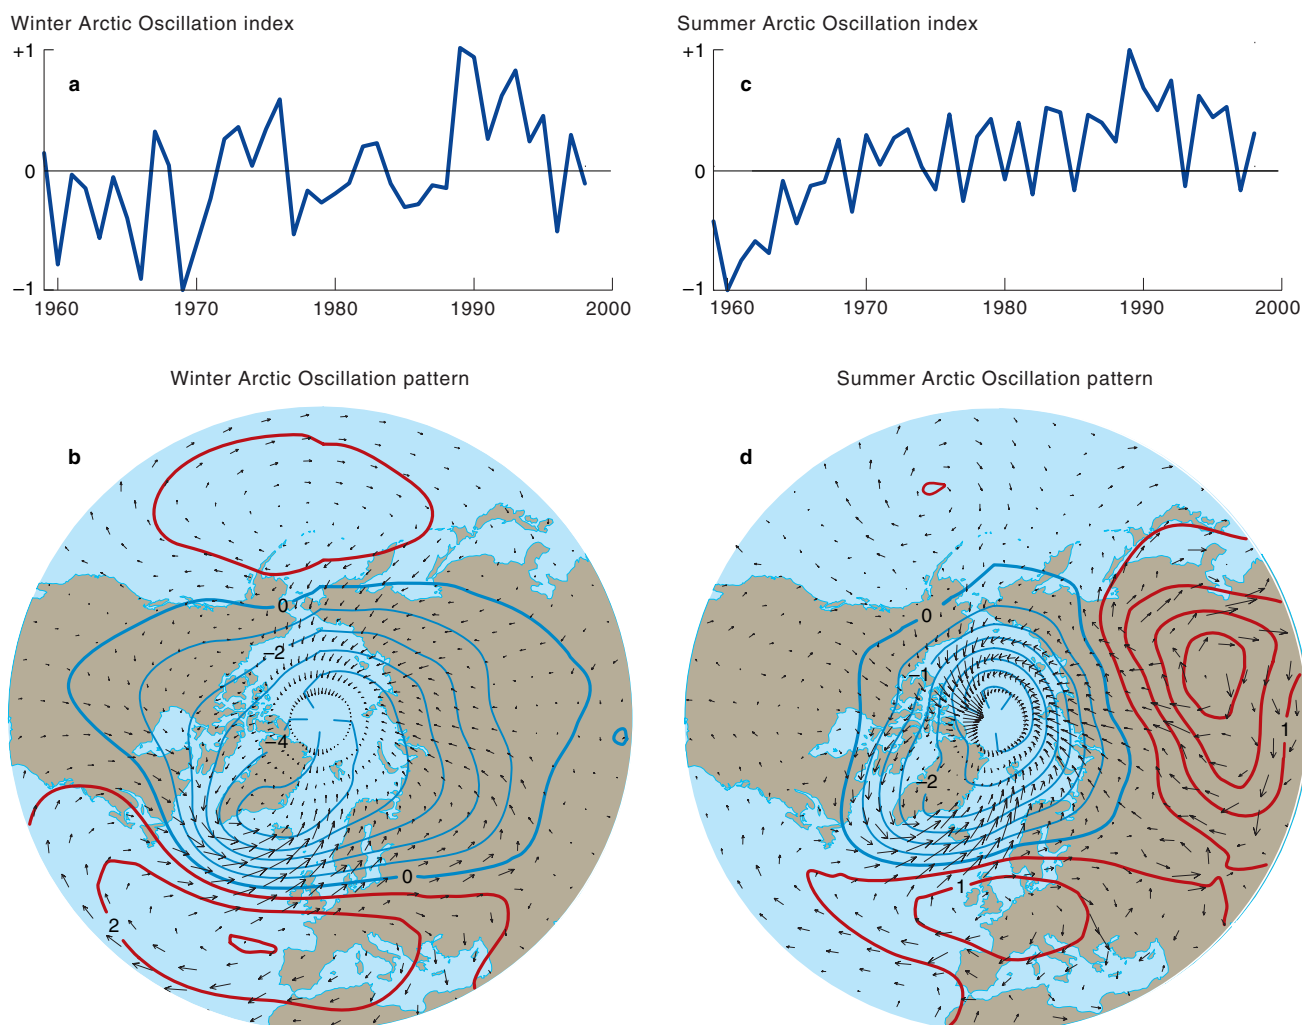 Winter Arctic Oscillation index
+1
a
0
–1
1960 1970 1980 1990 2000
Summer Arctic Oscillation index
+1
c
0
–1
1960 1970 1980 1990 2000
Winter Arctic Oscillation pattern
b
0
–2
–4
0
2
Summer Arctic Oscillation pattern
d
0
–1
1
–2
1